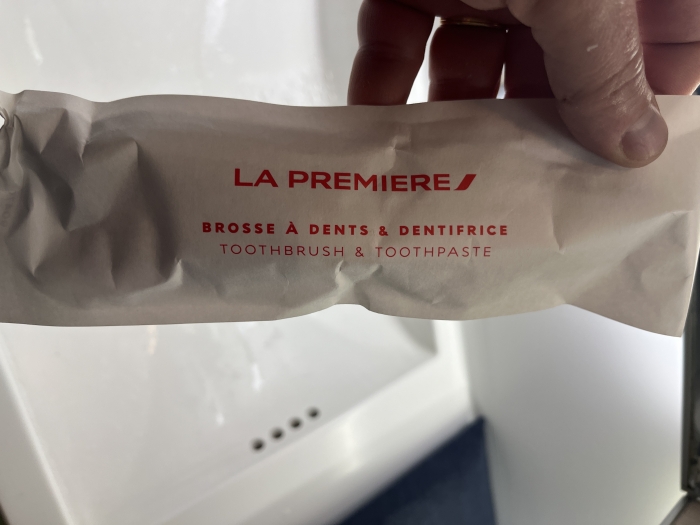 LA PREMIERE
BROSSE À DENTS & DENTIFRICE
TOOTHBRUSH & TOOTHPASTE